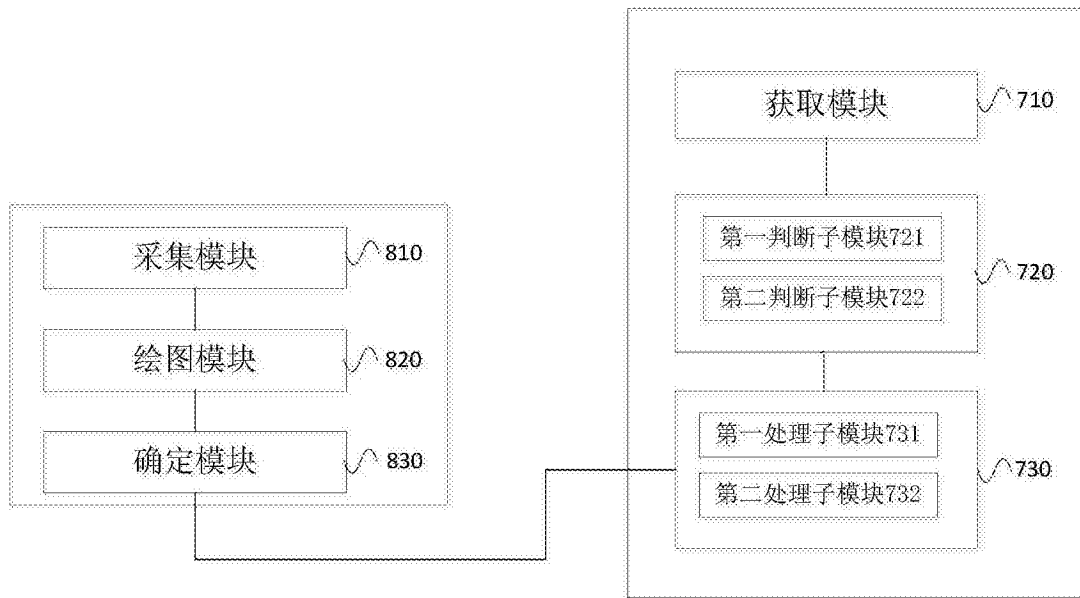 获取模块
710
第一判断子模块721
第二判断子模块722
720
第一处理子模块731
第二处理子模块732
730
采集模块
810
绘图模块
820
确定模块
830